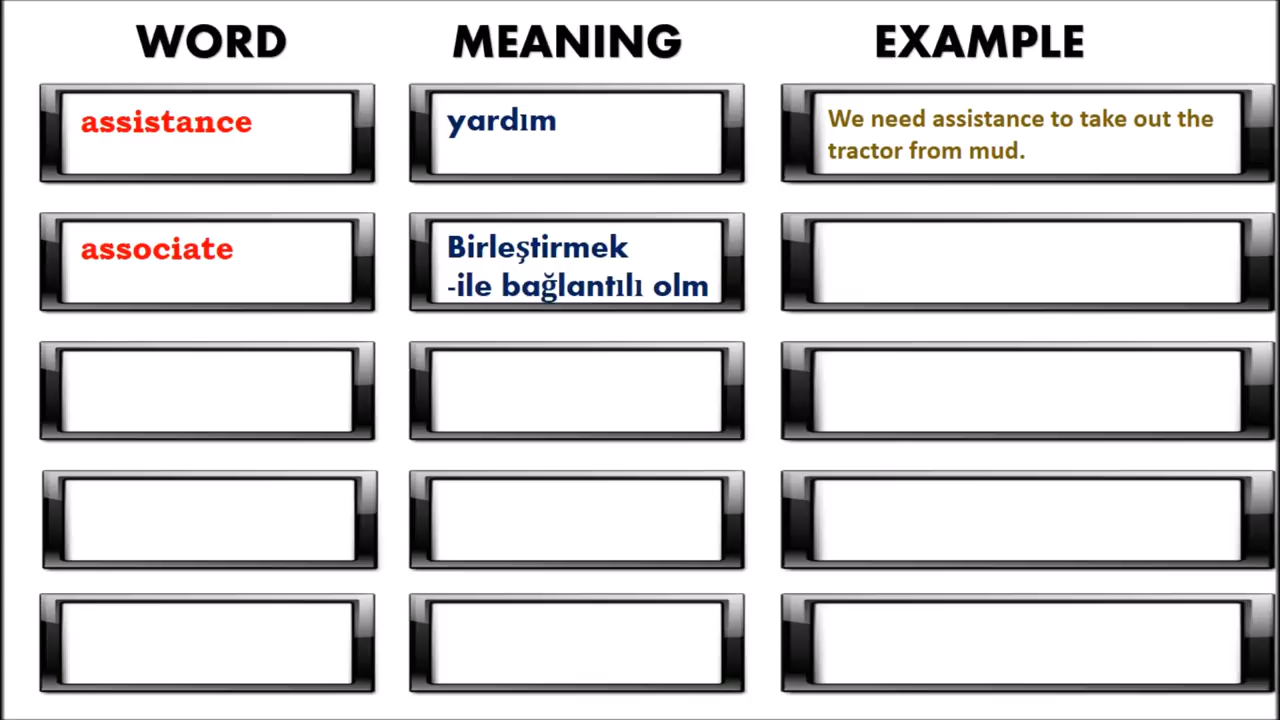 WORD MEANING EXAMPLE
assistance
yardım
We need assistance to take out the
tractor from mud.
associate
Birleştirmek
-ile bağlantılı olm